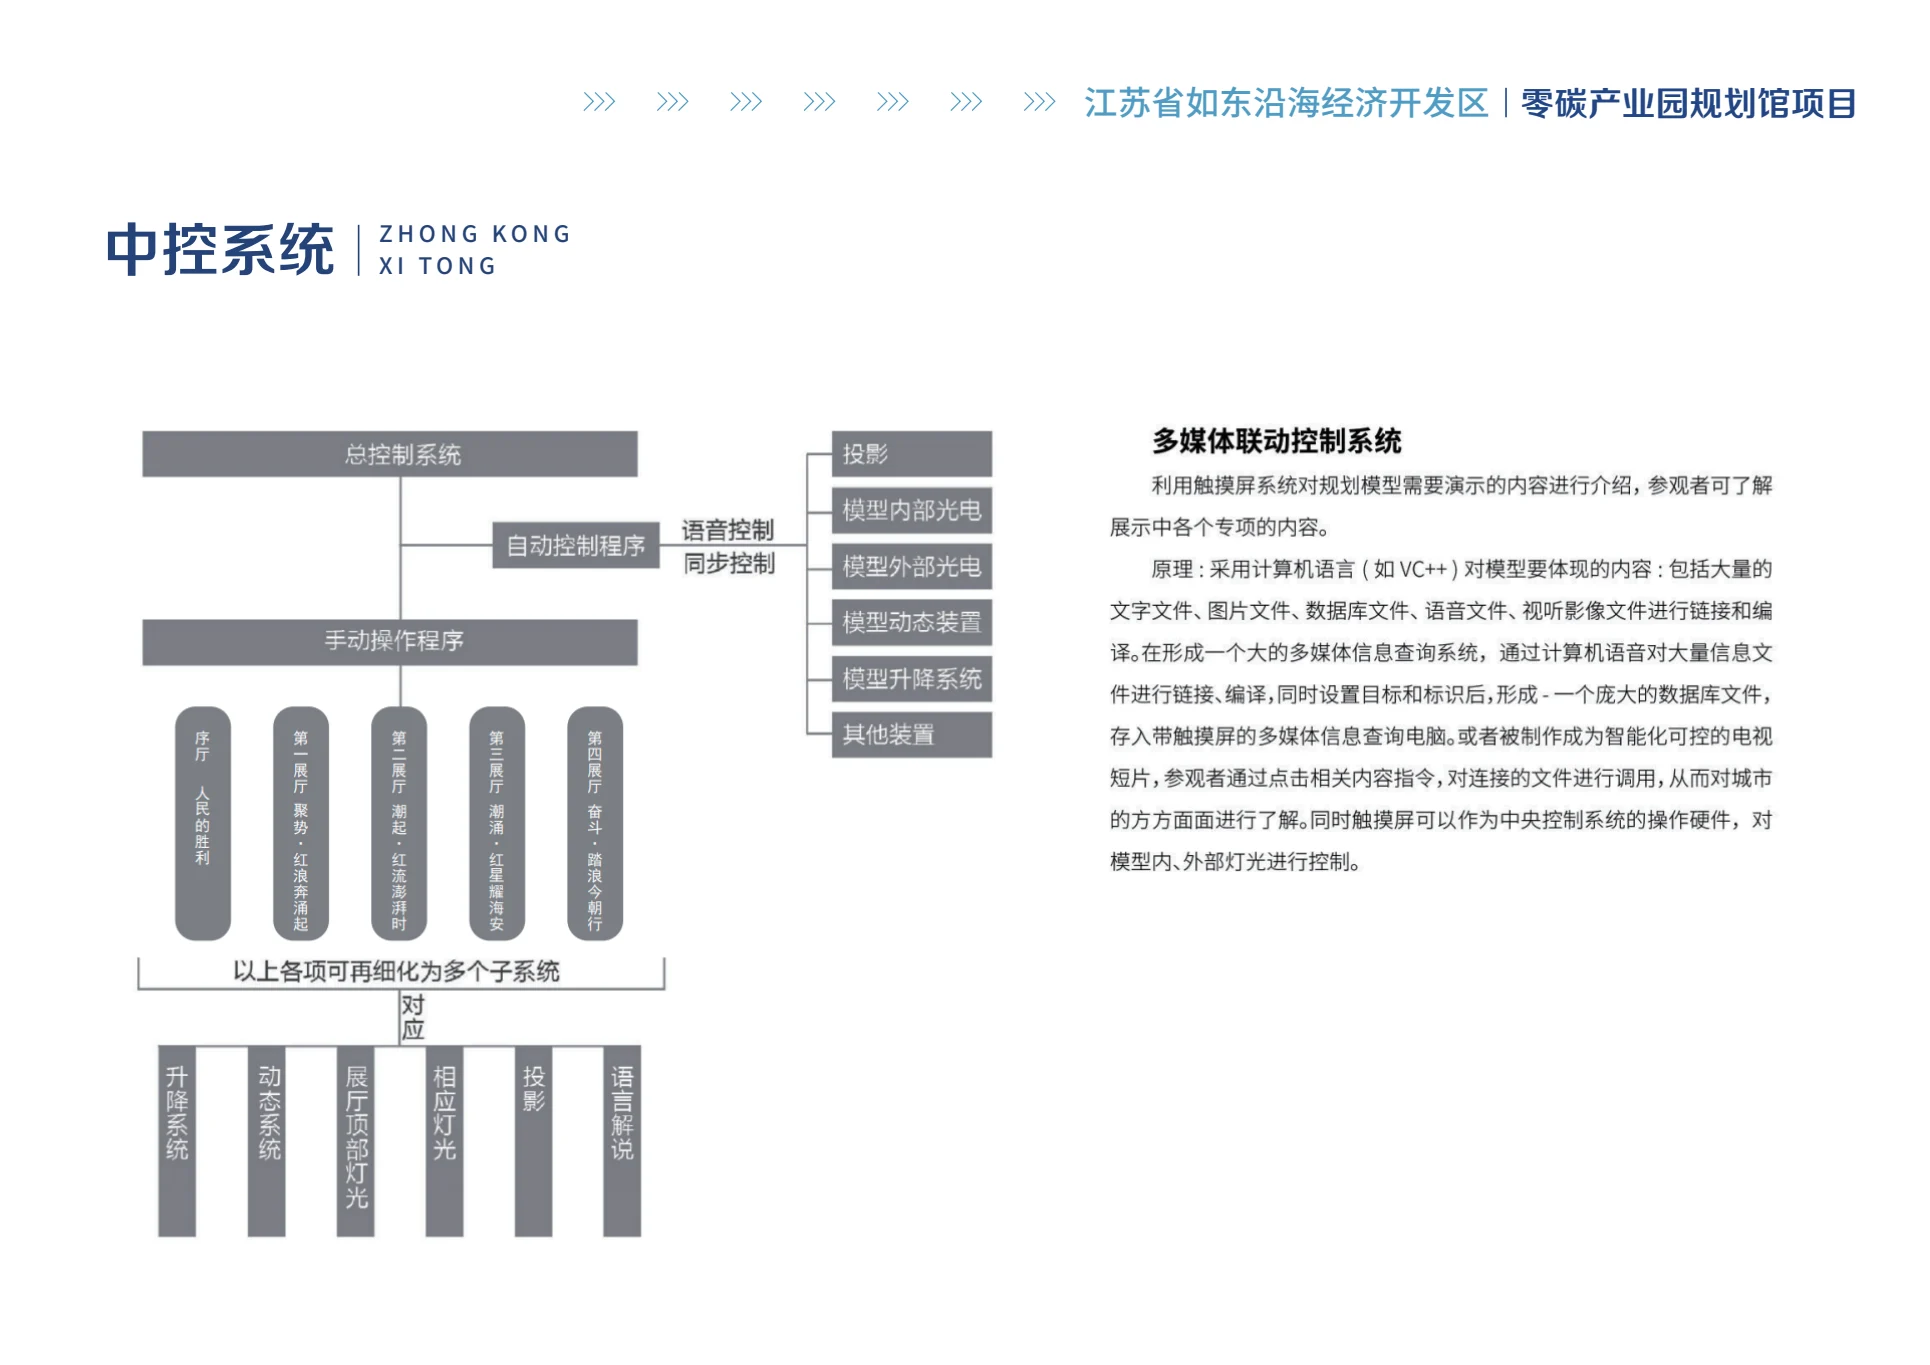 江苏省如东沿海经济开发区 | 零碳产业园规划馆项目
中控系统
ZHONG KONG
XI TONG
总控制系统
自动控制程序
语音控制
同步控制
投影
模型内部光电
模型外部光电
模型动态装置
模型升降系统
其他装置
手动操作程序
序厅 人民的胜利
第一展厅 聚势·红浪奔涌起
第二展厅 潮起·红流澎湃时
第三展厅 潮涌·红星耀海安
第四展厅 奋斗·踏浪今朝行
以上各项可再细化为多个子系统
对应
升降系统
动态系统
展厅顶部灯光
相应灯光
投影
语言解说
多媒体联动控制系统
利用触摸屏系统对规划模型需要演示的内容进行介绍，参观者可了解
展示中各个专项的内容。
原理：采用计算机语言（如 VC++）对模型要体现的内容：包括大量的
文字文件、图片文件、数据库文件、语音文件、视听影像文件进行链接和编
译。在形成一个大的多媒体信息查询系统，通过计算机语音对大量信息文
件进行链接、编译，同时设置目标和标识后，形成 - 一个庞大的数据库文件，
存入带触摸屏的多媒体信息查询电脑。或者被制作成为智能化可控的电视
短片，参观者通过点击相关内容指令，对连接的文件进行调用，从而对城市
的方方面面进行了解。同时触摸屏可以作为中央控制系统的操作硬件，对
模型内、外部灯光进行控制。